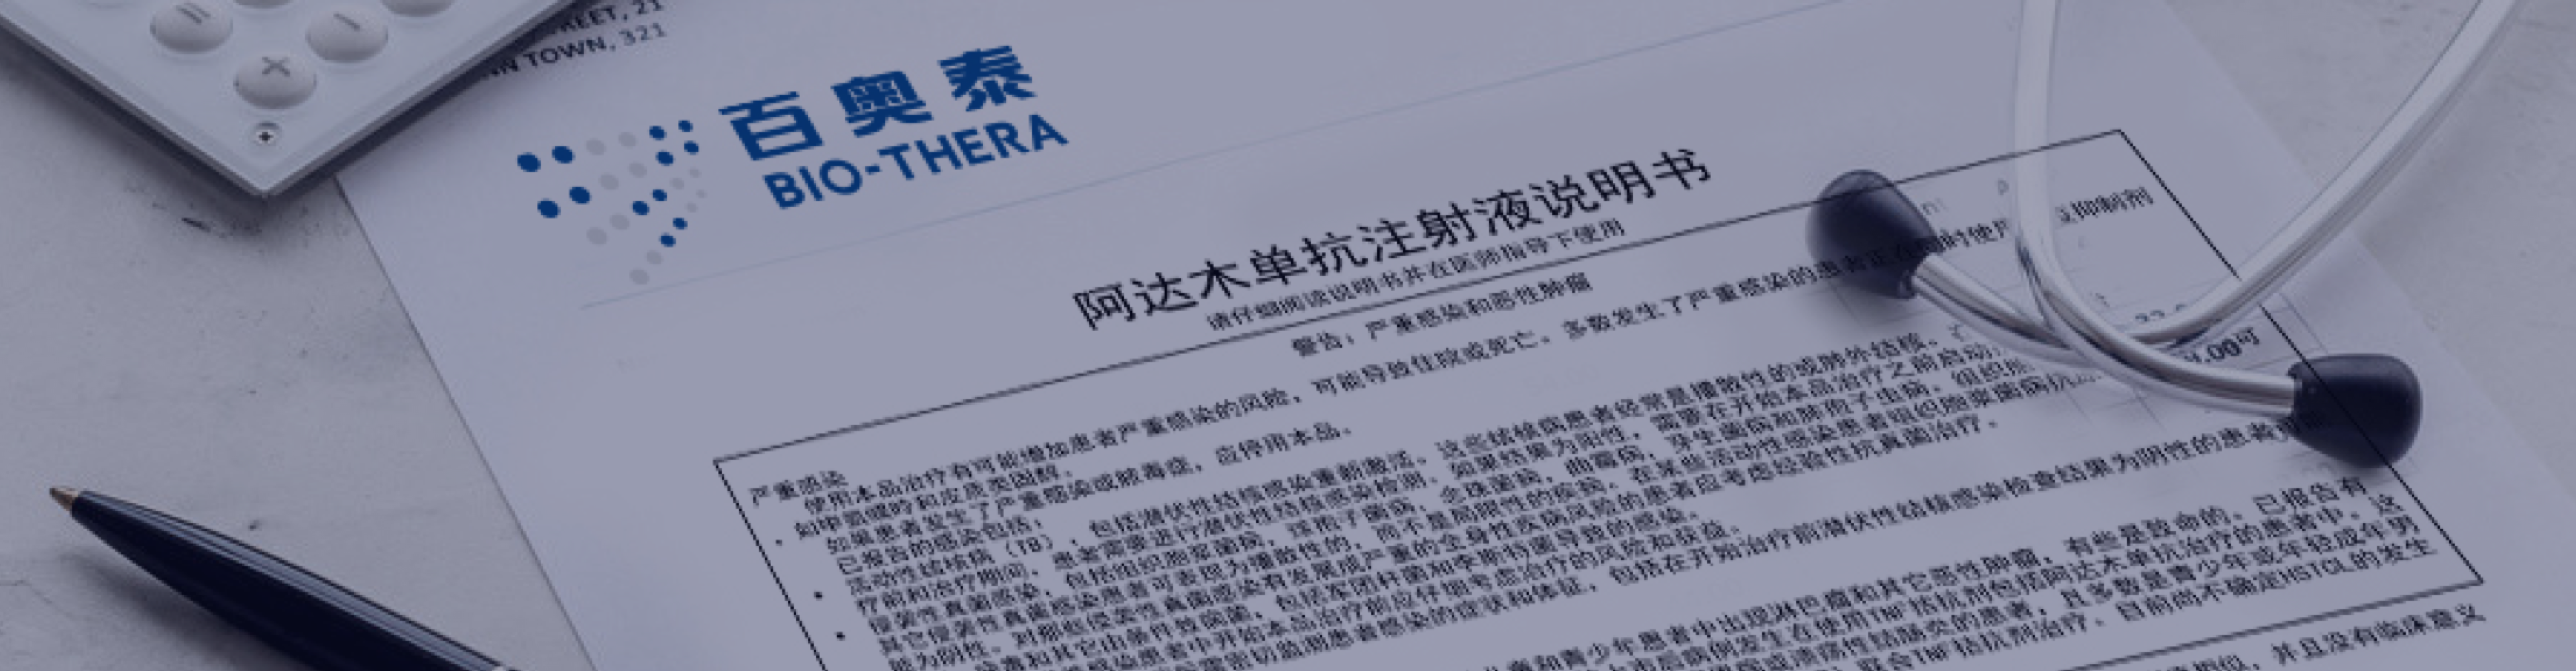 REET, 21
NN TOWN, 321
百奥泰
BIO-THERA
阿达木单抗注射液说明书
请仔细阅读说明书并在医师指导下使用
警告：严重感染和恶性肿瘤
严重感染
使用本品治疗有可能增加患者严重感染的风险，可能导致住院或死亡。多数发生了严重感染的患者正在同时使用 抑制剂
，如甲氨蝶呤和皮质类固醇。
如果患者发生了严重感染或脓毒症，应停用本品。
已报告的感染包括：
活动性结核病（TB），包括潜伏性结核感染重新激活。这些结核病患者经常是播散性的或肺外结核。
疗前和治疗期间，患者需要进行潜伏性结核感染检测。如果结果为阳性，需要在开始本品治疗之前启动
侵袭性真菌感染，包括组织胞浆菌病，球孢子菌病，念珠菌病，曲霉病，芽生菌病和肺孢子虫病。组织胞
其它侵袭性真菌感染患者可表现为播散性的，而不是局限性的疾病。在某些活动性感染患者组织胞浆菌病抗
能为阴性。对那些侵袭性真菌感染有发展成严重的全身性疾病风险的患者应考虑经验性抗真菌治疗。
和其它由条件致病菌，包括军团杆菌和李斯特菌导致的感染。
感染患者中开始本品治疗前应仔细考虑治疗的风险和获益。
密切监测患者感染的症状和体征，包括在开始治疗前潜伏性结核感染检查结果为阴性的患者可能
和青少年患者中出现淋巴瘤和其它恶性肿瘤，有些是致命的。已报告有
发生在使用TNF拮抗剂包括阿达木单抗治疗的患者中。这
溃疡性结肠炎的患者，且多数是青少年或年轻成年男
联合TNF拮抗剂治疗。目前尚不确定HSTCL的发生
相似，并且没有临床意义
.00可